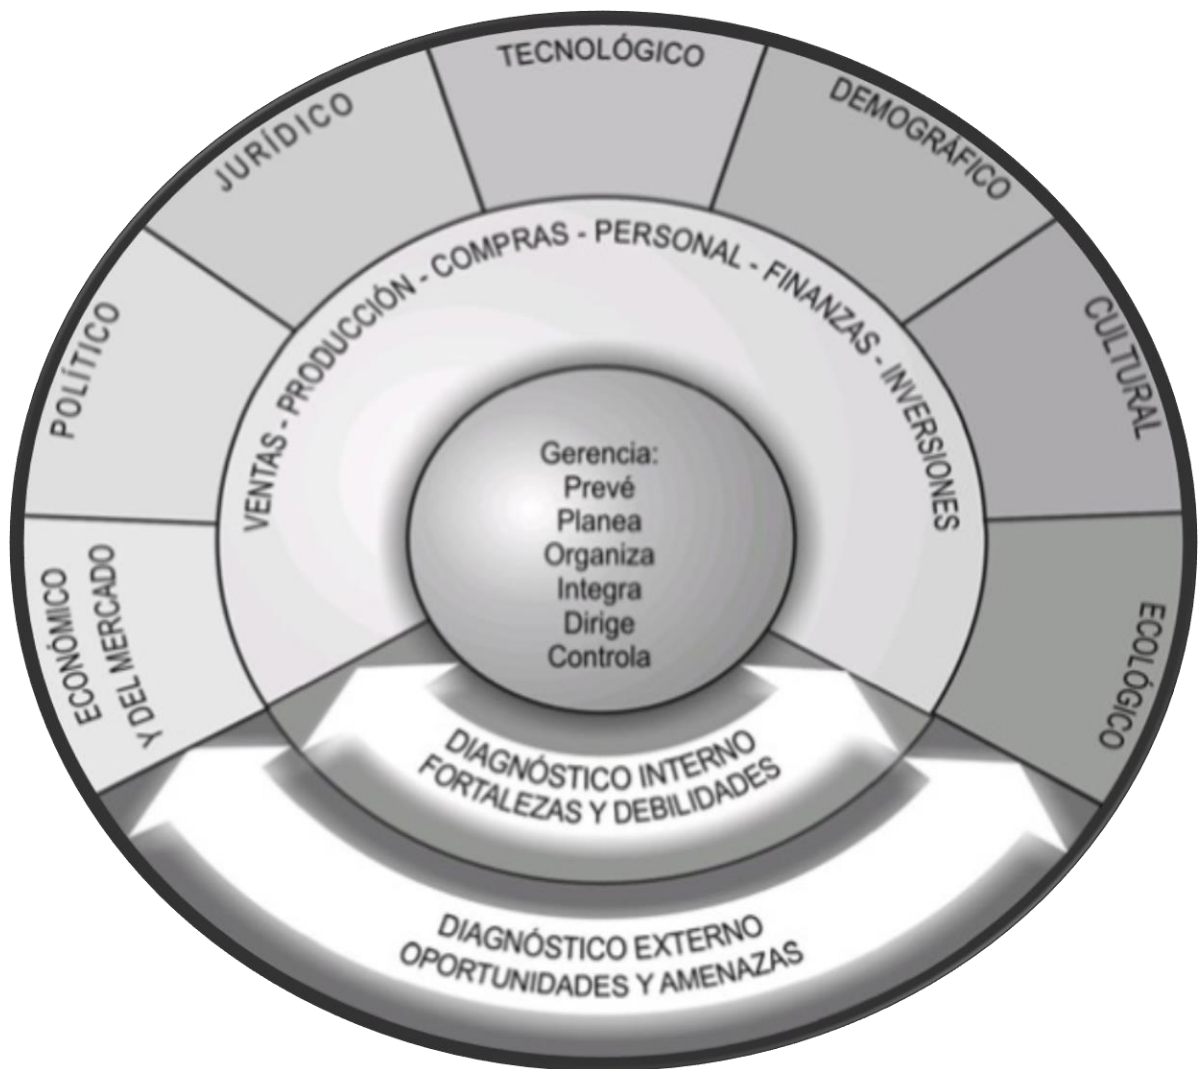 TECNOLÓGICO
JURÍDICO
DEMOGRÁFICO
POLÍTICO
CULTURAL
ECONÓMICO
Y DEL MERCADO
ECOLÓGICO
VENTAS - PRODUCCIÓN - COMPRAS - PERSONAL - FINANZAS - INVERSIONES
Gerencia:
Prevé
Planea
Organiza
Integra
Dirige
Controla
DIAGNÓSTICO INTERNO
FORTALEZAS Y DEBILIDADES
DIAGNÓSTICO EXTERNO
OPORTUNIDADES Y AMENAZAS